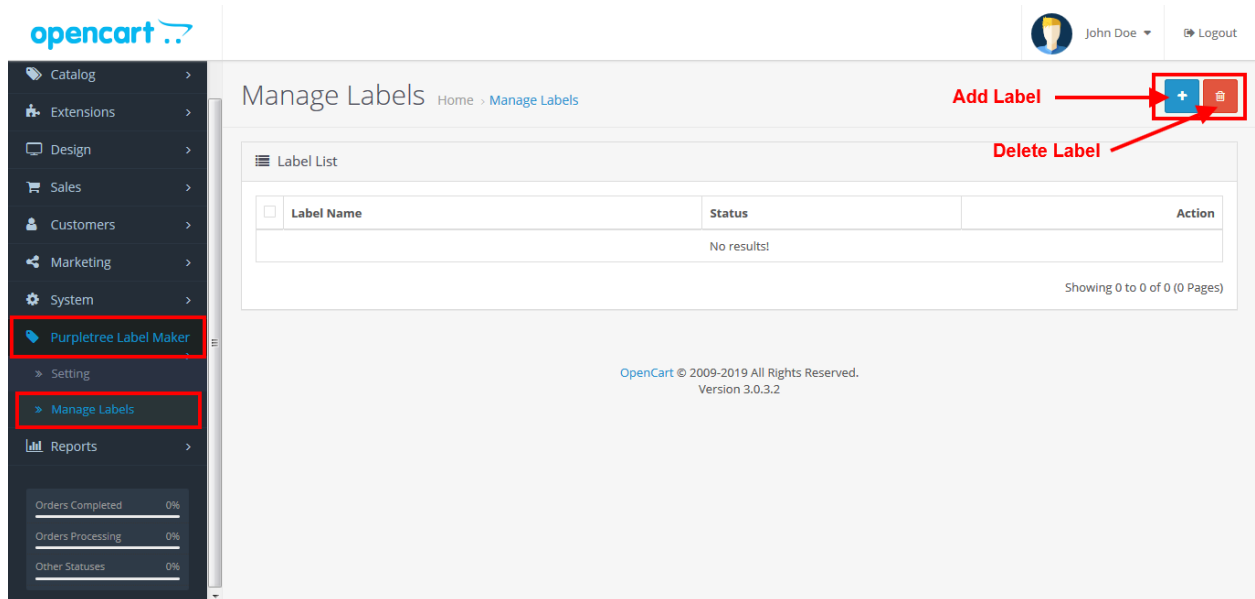 opencart
John Doe
Logout
Catalog
Extensions
Design
Sales
Customers
Marketing
System
Purpletree Label Maker
» Setting
» Manage Labels
Reports
Orders Completed 0%
Orders Processing 0%
Other Statuses 0%
Manage Labels Home › Manage Labels
Add Label
Delete Label
Label List
Label Name Status Action
No results!
Showing 0 to 0 of 0 (0 Pages)
OpenCart © 2009-2019 All Rights Reserved.
Version 3.0.3.2